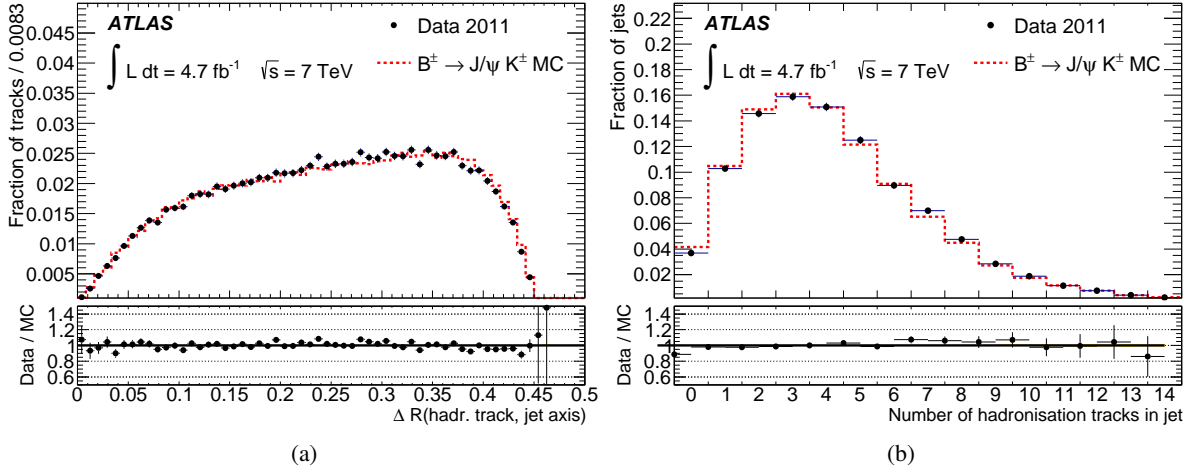 ATLAS
Data 2011
∫ L dt = 4.7 fb⁻¹ √s = 7 TeV
B± → J/ψ K± MC
Fraction of tracks / 0.0083
0.045
0.04
0.035
0.03
0.025
0.02
0.015
0.01
0.005
Data / MC
1.4
1.2
1
0.8
0.6
0 0.05 0.1 0.15 0.2 0.25 0.3 0.35 0.4 0.45 0.5
Δ R(hadr. track, jet axis)
(a)
ATLAS
Data 2011
∫ L dt = 4.7 fb⁻¹ √s = 7 TeV
B± → J/ψ K± MC
Fraction of jets
0.22
0.2
0.18
0.16
0.14
0.12
0.1
0.08
0.06
0.04
0.02
Data / MC
1.4
1.2
1
0.8
0.6
0 1 2 3 4 5 6 7 8 9 10 11 12 13 14
Number of hadronisation tracks in jet
(b)